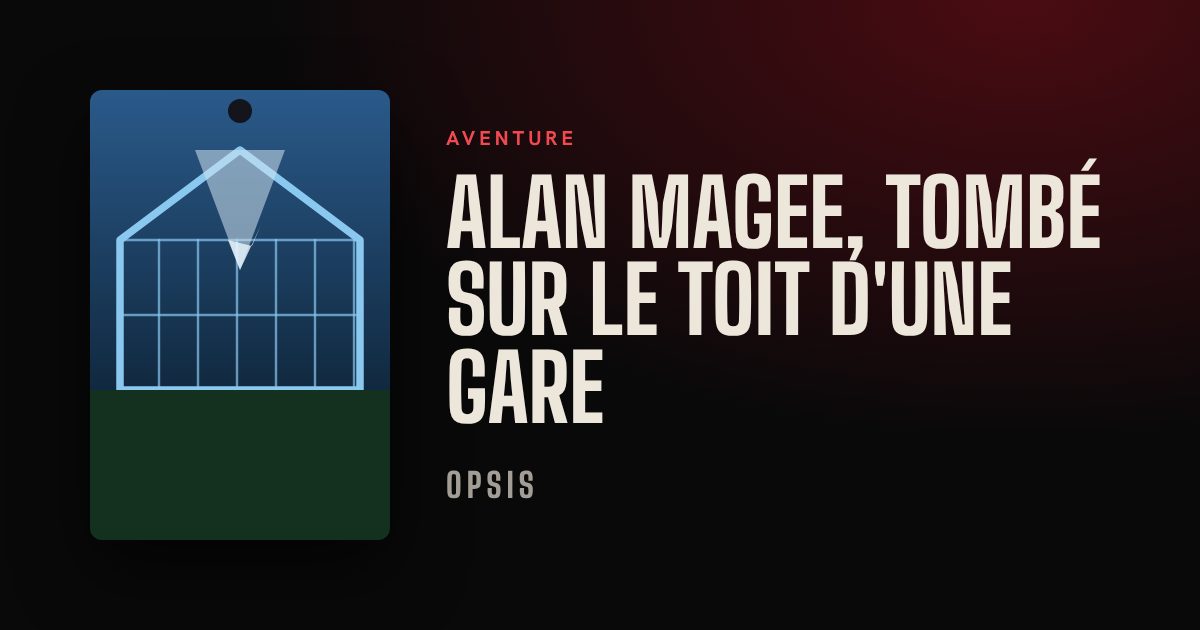 AVENTURE
ALAN MAGEE, TOMBÉ
SUR LE TOIT D'UNE
GARE
OPSIS